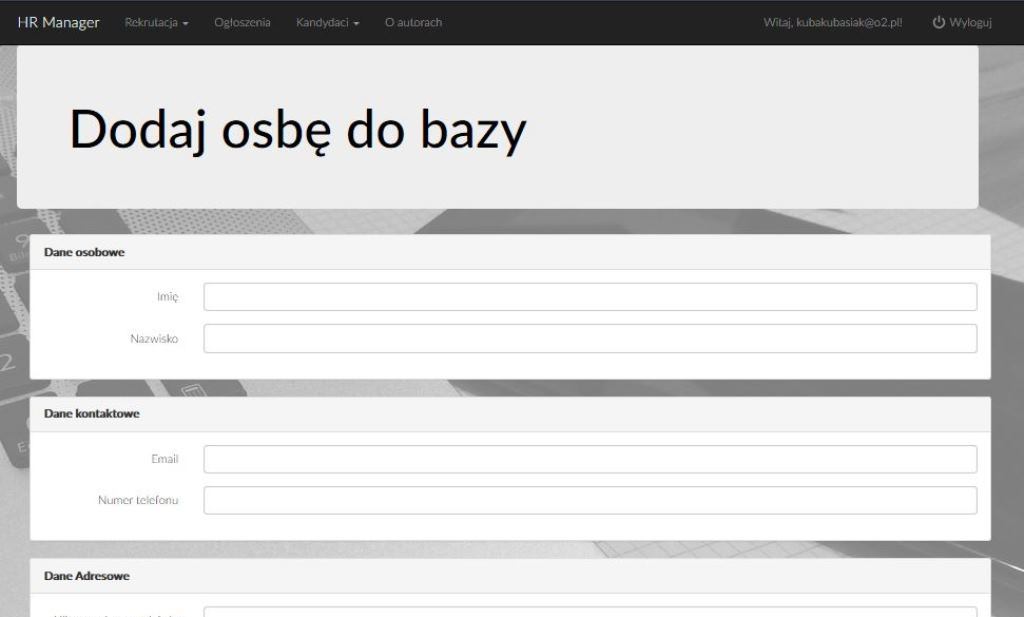 HR Manager Rekrutacja Ogłoszenia Kandydaci O autorach Witaj, kubakubasiak@o2.pl! Wyloguj
Dodaj osbę do bazy
Dane osobowe
Imię
Nazwisko
Dane kontaktowe
Email
Numer telefonu
Dane Adresowe